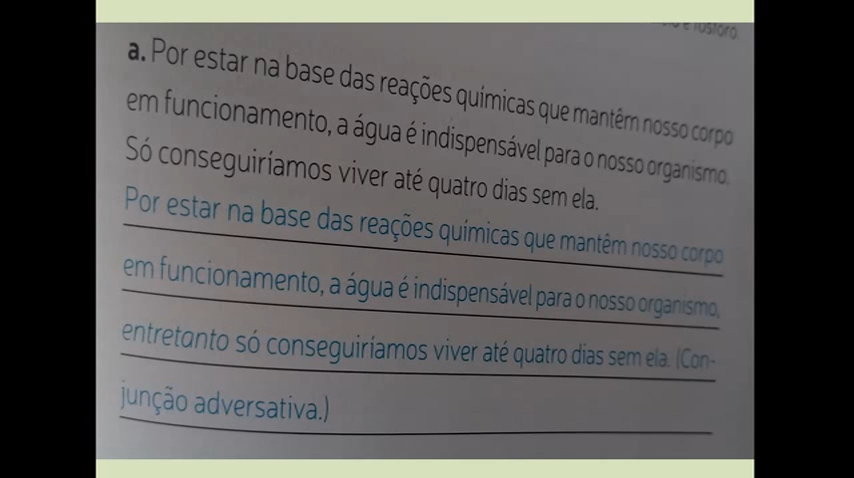 e fósforo.
a. Por estar na base das reações químicas que mantêm nosso corpo
em funcionamento, a água é indispensável para o nosso organismo.
Só conseguiríamos viver até quatro dias sem ela.
Por estar na base das reações químicas que mantêm nosso corpo
em funcionamento, a água é indispensável para o nosso organismo,
entretanto só conseguiríamos viver até quatro dias sem ela. (Con-
junção adversativa.)